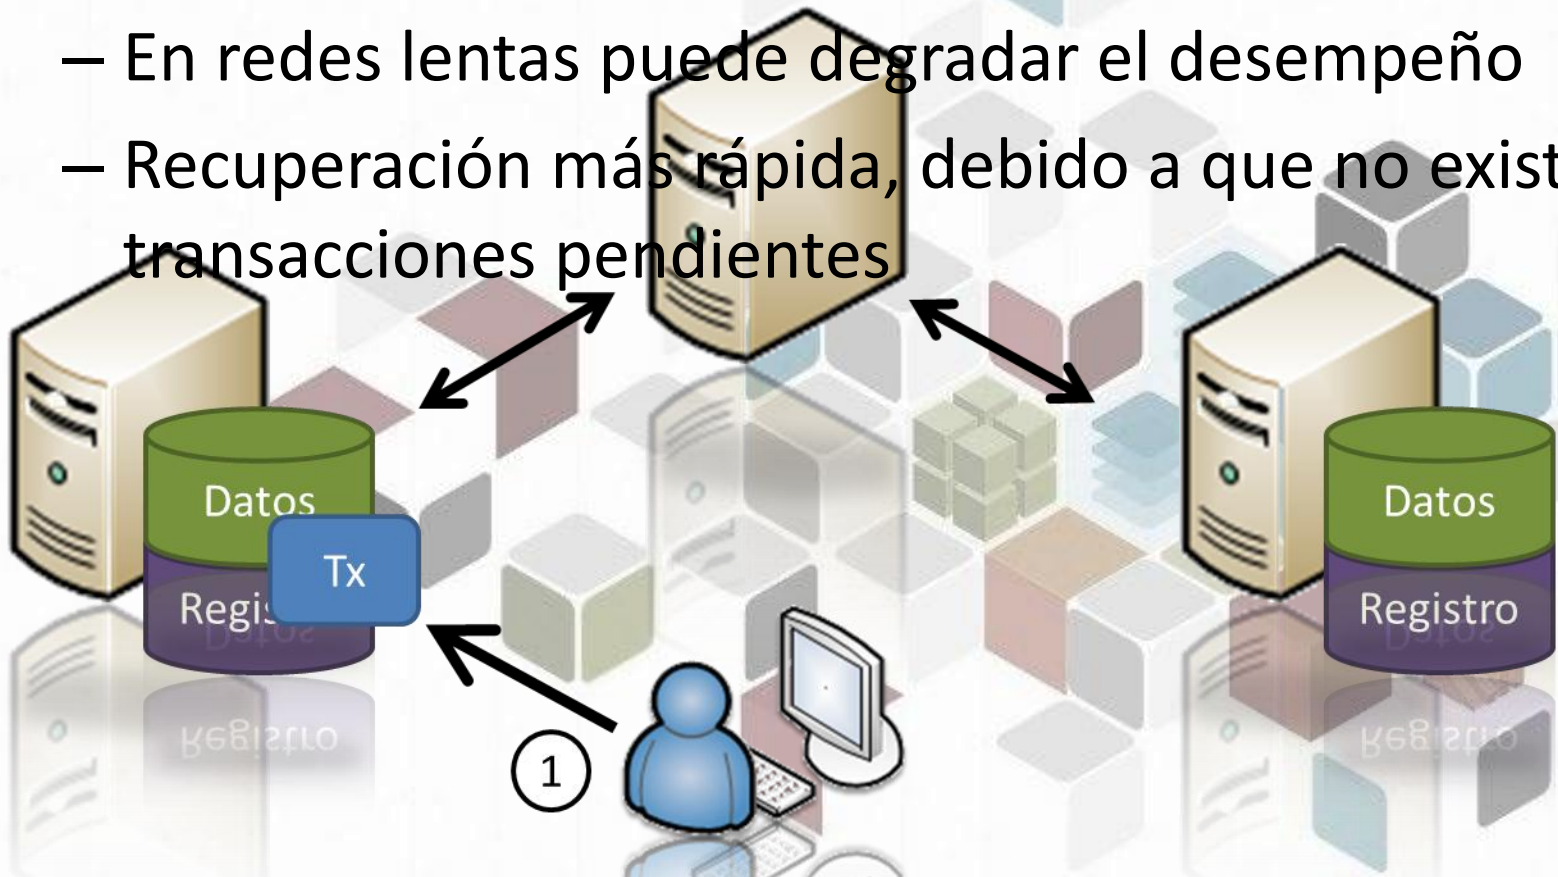 – En redes lentas puede degradar el desempeño
– Recuperación más rápida, debido a que no exist
transacciones pendientes
Datos
Datos
Tx
Regis
Registro
1